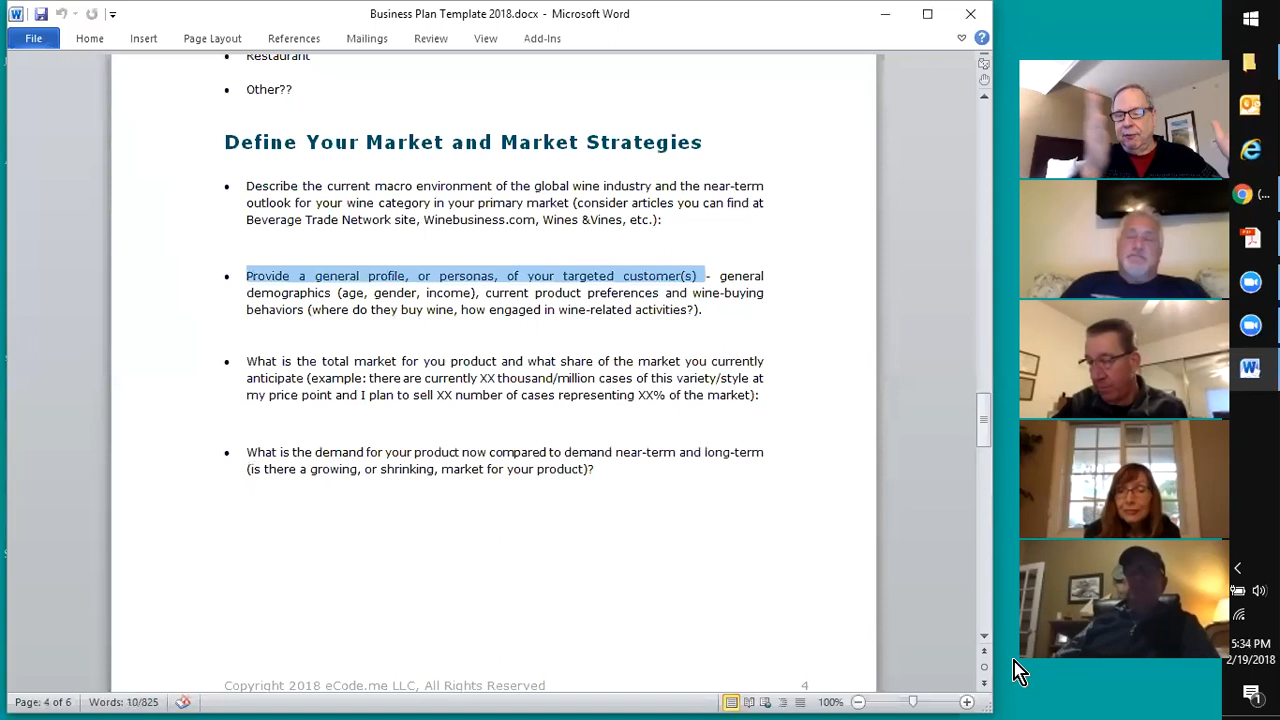 Business Plan Template 2018.docx - Microsoft Word
File Home Insert Page Layout References Mailings Review View Add-Ins
Restaurant
Other??
Define Your Market and Market Strategies
Describe the current macro environment of the global wine industry and the near-term
outlook for your wine category in your primary market (consider articles you can find at
Beverage Trade Network site, Winebusiness.com, Wines &Vines, etc.):
Provide a general profile, or personas, of your targeted customer(s) - general
demographics (age, gender, income), current product preferences and wine-buying
behaviors (where do they buy wine, how engaged in wine-related activities?).
What is the total market for you product and what share of the market you currently
anticipate (example: there are currently XX thousand/million cases of this variety/style at
my price point and I plan to sell XX number of cases representing XX% of the market):
What is the demand for your product now compared to demand near-term and long-term
(is there a growing, or shrinking, market for your product)?
Copyright 2018 eCode.me LLC, All Rights Reserved 4
Page: 4 of 6 Words: 10/825 100%
(...
5:34 PM
2/19/2018
1